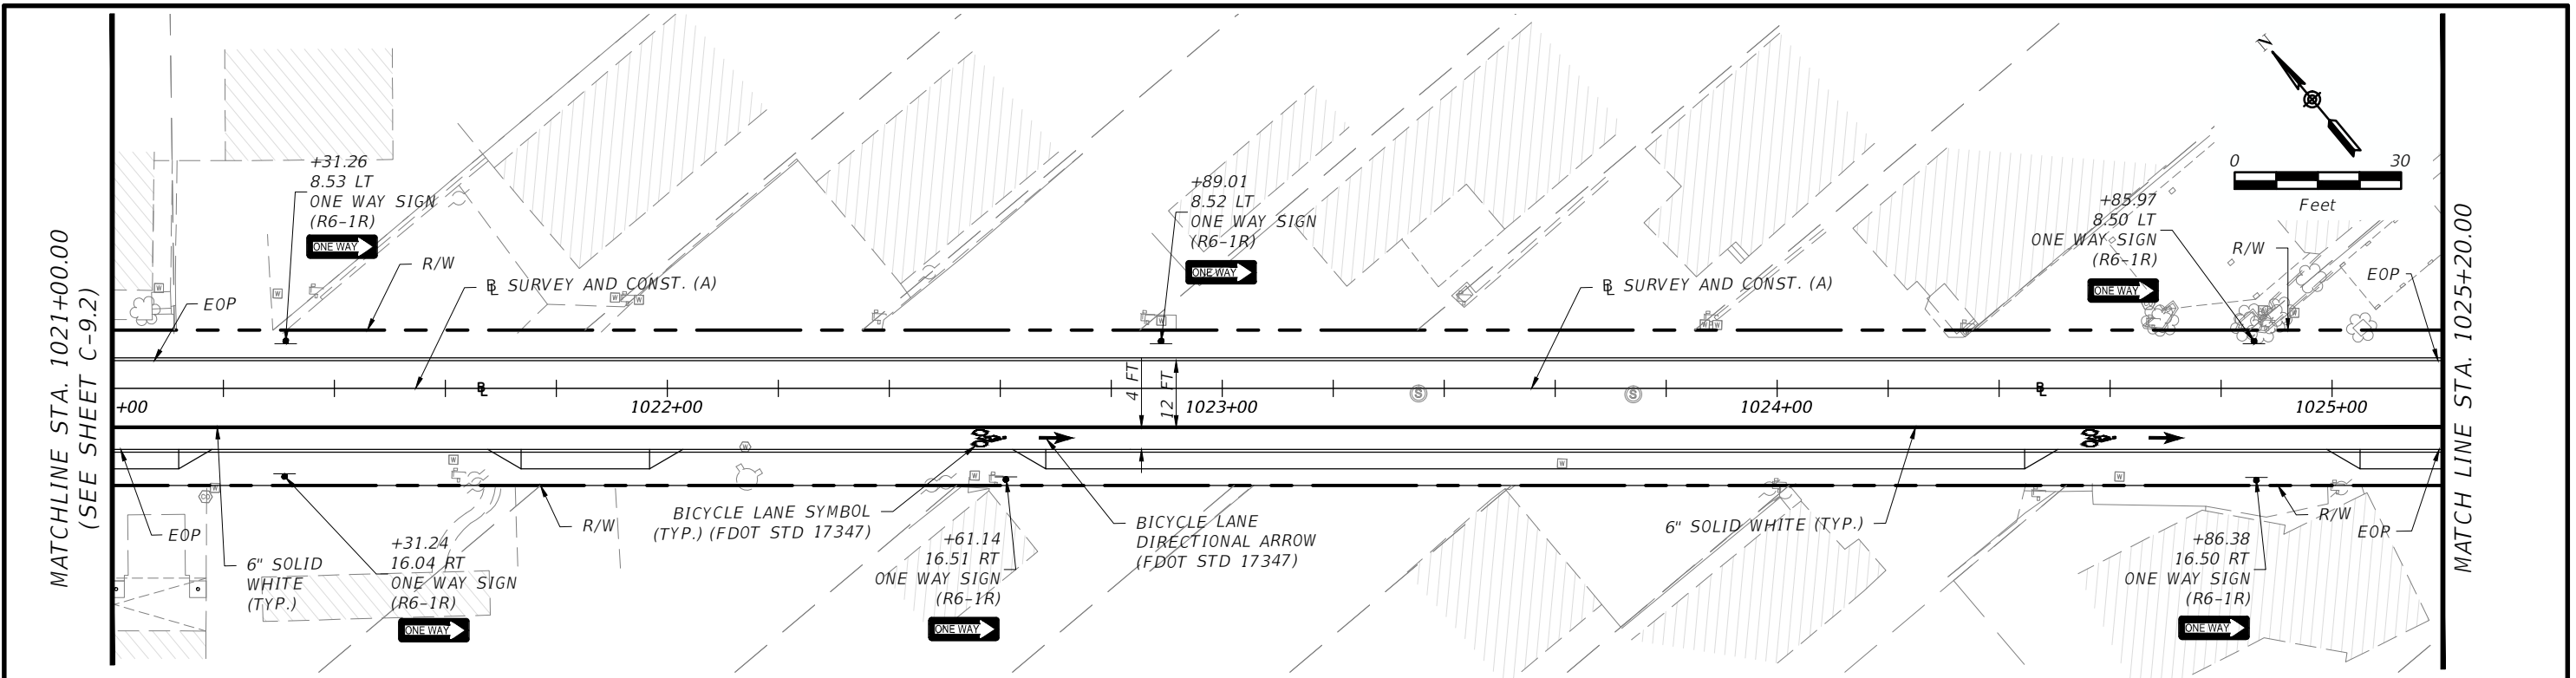 MATCHLINE STA. 1021+00.00
(SEE SHEET C-9.2)
+31.26
8.53 LT
ONE WAY SIGN
(R6-1R)
ONE WAY
R/W
EOP
℄ SURVEY AND CONST. (A)
+89.01
8.52 LT
ONE WAY SIGN
(R6-1R)
ONE WAY
℄ SURVEY AND CONST. (A)
+85.97
8.50 LT
ONE WAY SIGN
(R6-1R)
ONE WAY
R/W
EOP
N
0 30
Feet
4 FT
12 FT
+00
1022+00
1023+00
1024+00
1025+00
EOP
6" SOLID
WHITE
(TYP.)
+31.24
16.04 RT
ONE WAY SIGN
(R6-1R)
ONE WAY
R/W
BICYCLE LANE SYMBOL
(TYP.) (FDOT STD 17347)
+61.14
16.51 RT
ONE WAY SIGN
(R6-1R)
ONE WAY
BICYCLE LANE
DIRECTIONAL ARROW
(FDOT STD 17347)
6" SOLID WHITE (TYP.)
+86.38
16.50 RT
ONE WAY SIGN
(R6-1R)
ONE WAY
R/W
EOP
MATCH LINE STA. 1025+20.00